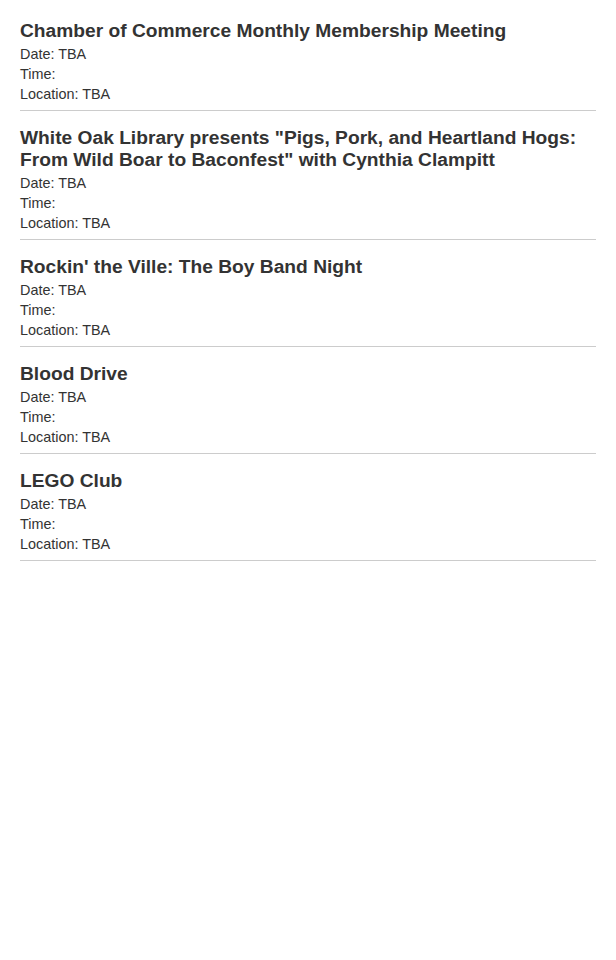 Chamber of Commerce Monthly Membership Meeting
Date: TBA
Time:
Location: TBA
White Oak Library presents "Pigs, Pork, and Heartland Hogs:
From Wild Boar to Baconfest" with Cynthia Clampitt
Date: TBA
Time:
Location: TBA
Rockin' the Ville: The Boy Band Night
Date: TBA
Time:
Location: TBA
Blood Drive
Date: TBA
Time:
Location: TBA
LEGO Club
Date: TBA
Time:
Location: TBA